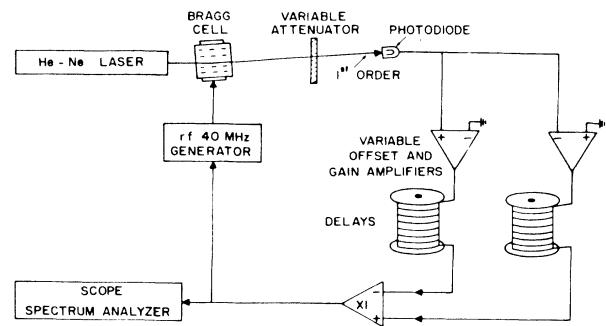 BRAGG
CELL
VARIABLE
ATTENUATOR
PHOTODIODE
He - Ne LASER
1st ORDER
rf 40 MHz
GENERATOR
+ -
- +
VARIABLE
OFFSET AND
GAIN AMPLIFIERS
DELAYS
SCOPE
SPECTRUM ANALYZER
X1
-
+